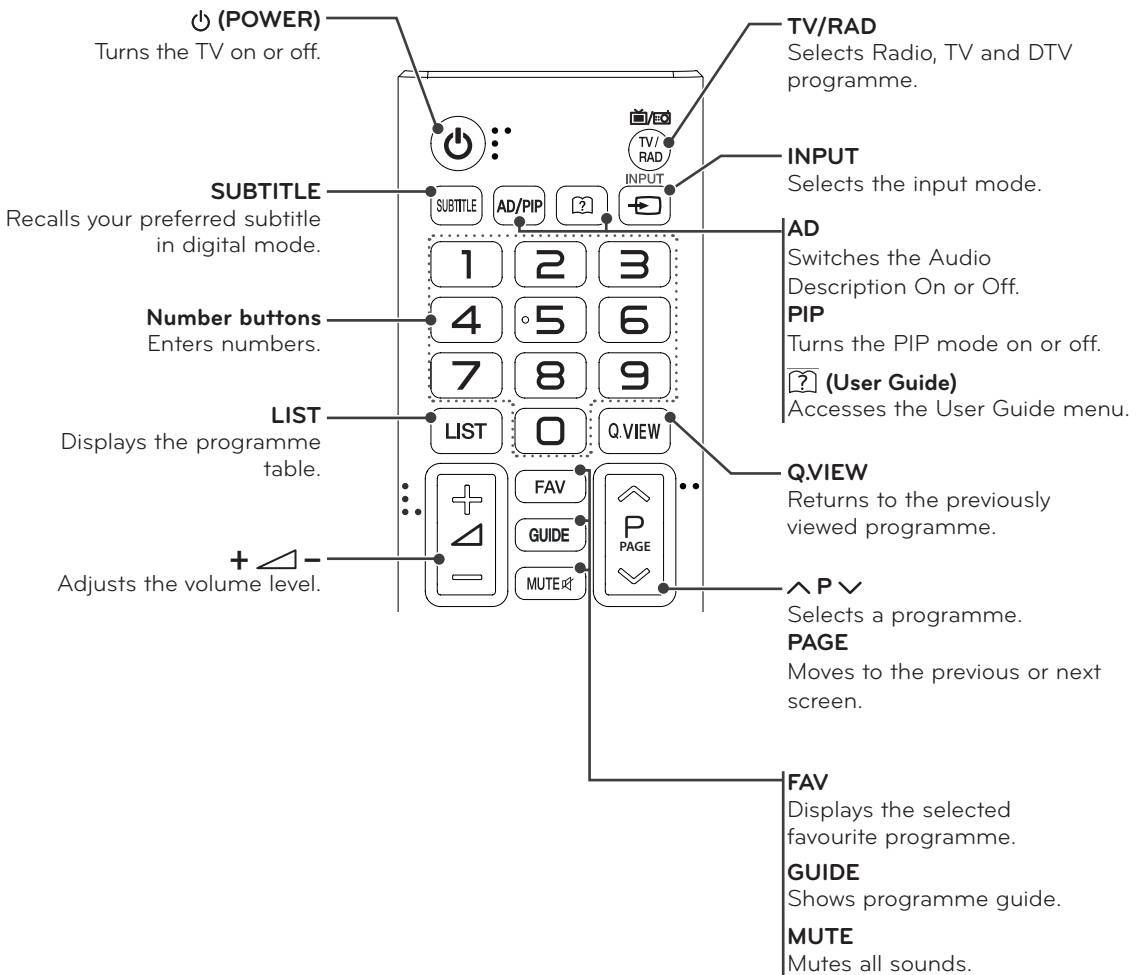 ⏻ (POWER)
Turns the TV on or off.
SUBTITLE
Recalls your preferred subtitle
in digital mode.
Number buttons
Enters numbers.
LIST
Displays the programme
table.
+ ⊿ −
Adjusts the volume level.
TV/
RAD
INPUT
SUBTITLE AD/PIP ?
1 2 3
4 5 6
7 8 9
LIST 0 Q.VIEW
FAV
GUIDE
MUTE
+
−
P
PAGE
TV/RAD
Selects Radio, TV and DTV
programme.
INPUT
Selects the input mode.
AD
Switches the Audio
Description On or Off.
PIP
Turns the PIP mode on or off.
? (User Guide)
Accesses the User Guide menu.
Q.VIEW
Returns to the previously
viewed programme.
︿ P ﹀
Selects a programme.
PAGE
Moves to the previous or next
screen.
FAV
Displays the selected
favourite programme.
GUIDE
Shows programme guide.
MUTE
Mutes all sounds.